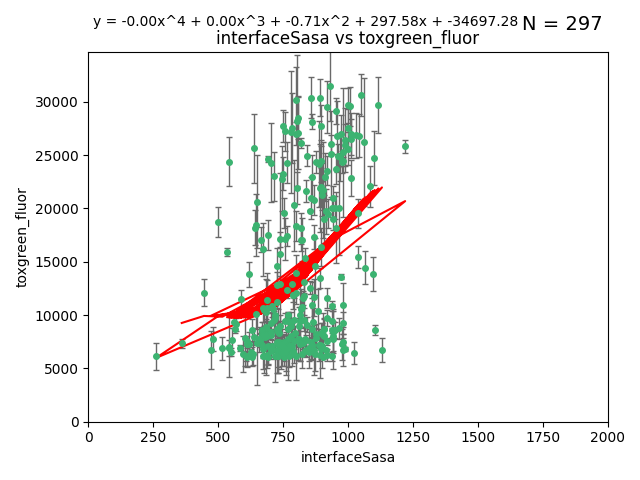 y = -0.00x^4 + 0.00x^3 + -0.71x^2 + 297.58x + -34697.28 N = 297
interfaceSasa vs toxgreen_fluor
30000
25000
20000
15000
10000
5000
0
toxgreen_fluor
0 250 500 750 1000 1250 1500 1750 2000
interfaceSasa